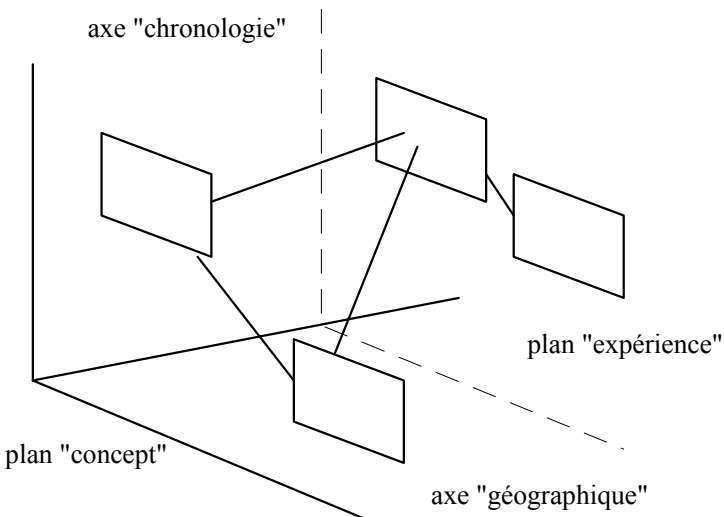 axe "chronologie"
plan "expérience"
plan "concept"
axe "géographique"